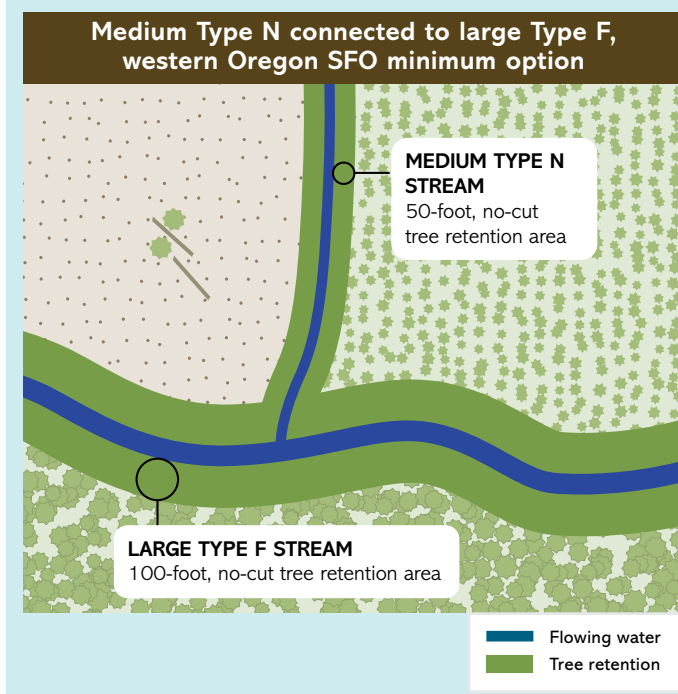 Medium Type N connected to large Type F,
western Oregon SFO minimum option
MEDIUM TYPE N
STREAM
50-foot, no-cut
tree retention area
LARGE TYPE F STREAM
100-foot, no-cut tree retention area
Flowing water
Tree retention